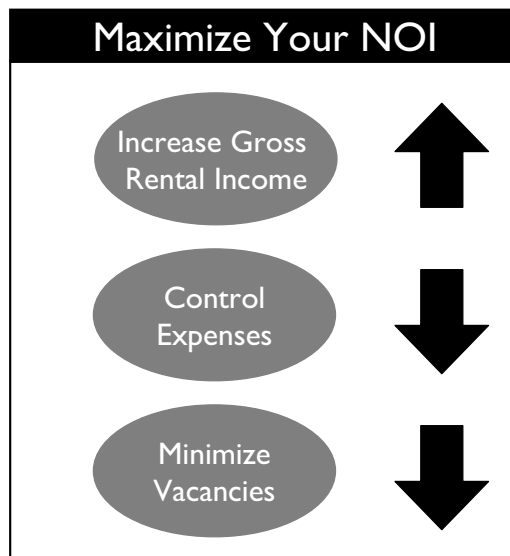 Maximize Your NOI
Increase Gross
Rental Income
Control
Expenses
Minimize
Vacancies